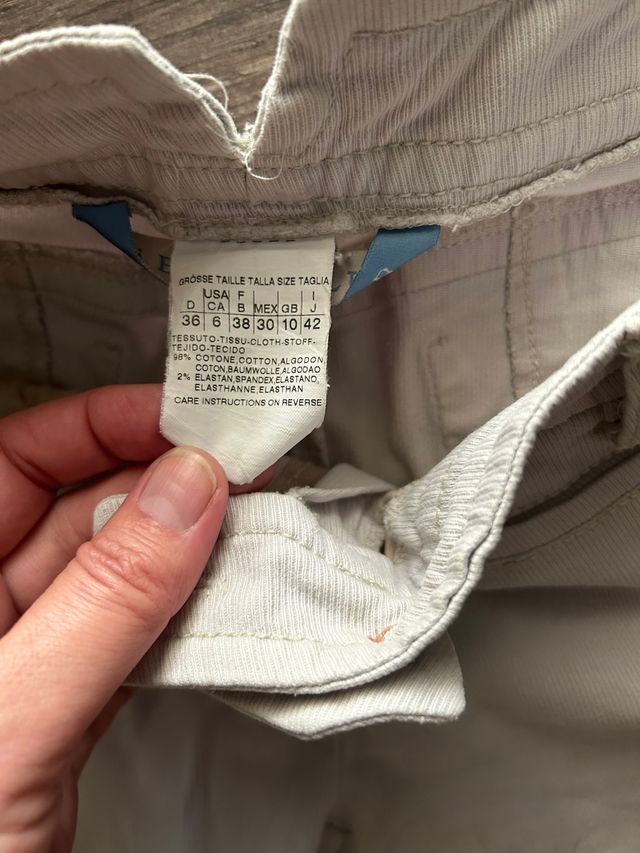 GRÖSSE TAILLE TALLA SIZE TAGLIA
D USA CA F B MEX GB I J
36 6 38 30 10 42
TESSUTO-TISSU-CLOTH-STOFF-
TEJIDO-TECIDO
98% COTONE,COTTON,ALGODON
COTON,BAUMWOLLE,ALGODAO
2% ELASTAN,SPANDEX,ELASTANO,
ELASTHANNE,ELASTHAN
CARE INSTRUCTIONS ON REVERSE